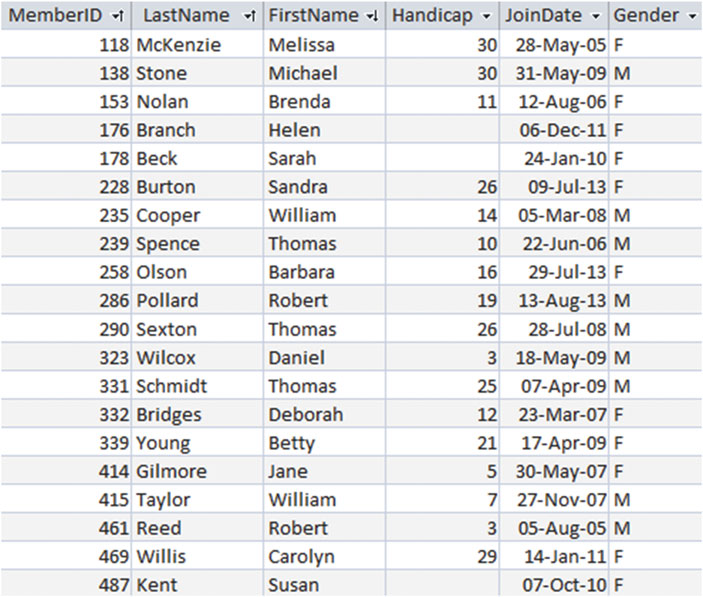 MemberID LastName FirstName Handicap JoinDate Gender
118 McKenzie Melissa 30 28-May-05 F
138 Stone Michael 30 31-May-09 M
153 Nolan Brenda 11 12-Aug-06 F
176 Branch Helen 06-Dec-11 F
178 Beck Sarah 24-Jan-10 F
228 Burton Sandra 26 09-Jul-13 F
235 Cooper William 14 05-Mar-08 M
239 Spence Thomas 10 22-Jun-06 M
258 Olson Barbara 16 29-Jul-13 F
286 Pollard Robert 19 13-Aug-13 M
290 Sexton Thomas 26 28-Jul-08 M
323 Wilcox Daniel 3 18-May-09 M
331 Schmidt Thomas 25 07-Apr-09 M
332 Bridges Deborah 12 23-Mar-07 F
339 Young Betty 21 17-Apr-09 F
414 Gilmore Jane 5 30-May-07 F
415 Taylor William 7 27-Nov-07 M
461 Reed Robert 3 05-Aug-05 M
469 Willis Carolyn 29 14-Jan-11 F
487 Kent Susan 07-Oct-10 F